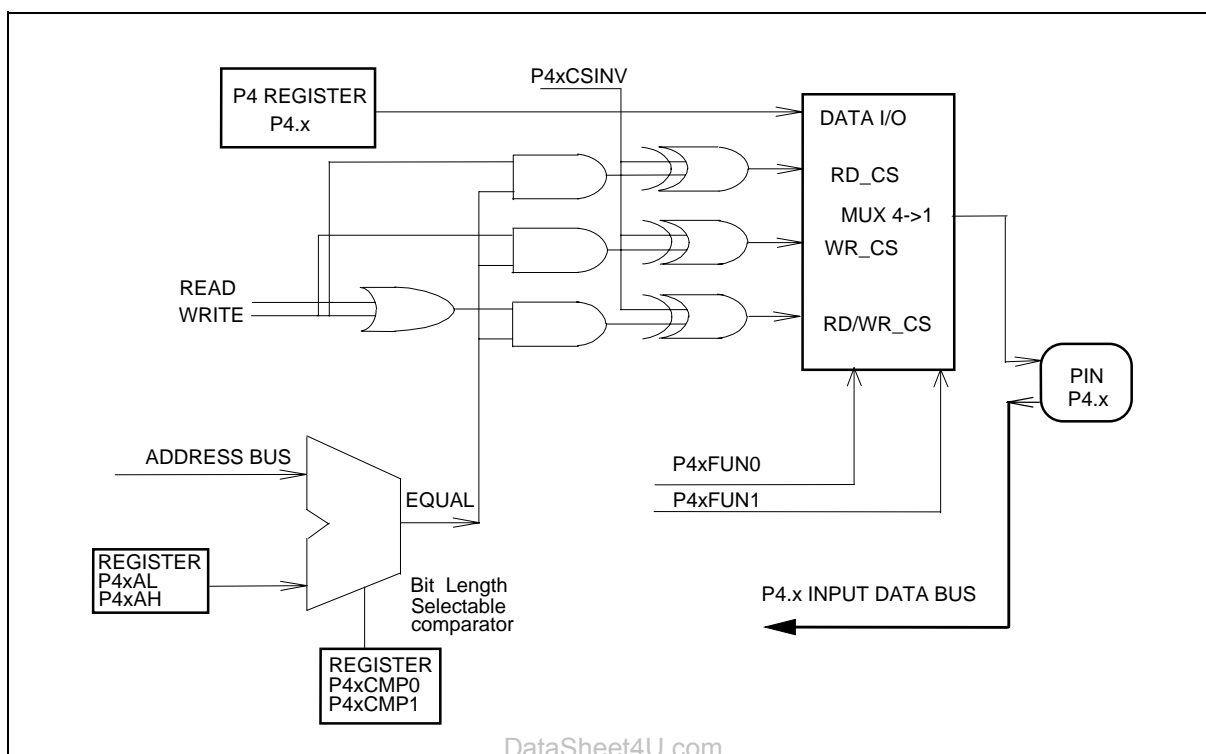 P4xCSINV
P4 REGISTER
P4.x
DATA I/O
RD_CS
MUX 4->1
WR_CS
RD/WR_CS
READ
WRITE
PIN
P4.x
ADDRESS BUS
EQUAL
P4xFUN0
P4xFUN1
REGISTER
P4xAL
P4xAH
Bit Length
Selectable
comparator
P4.x INPUT DATA BUS
REGISTER
P4xCMP0
P4xCMP1
DataSheet4U.com